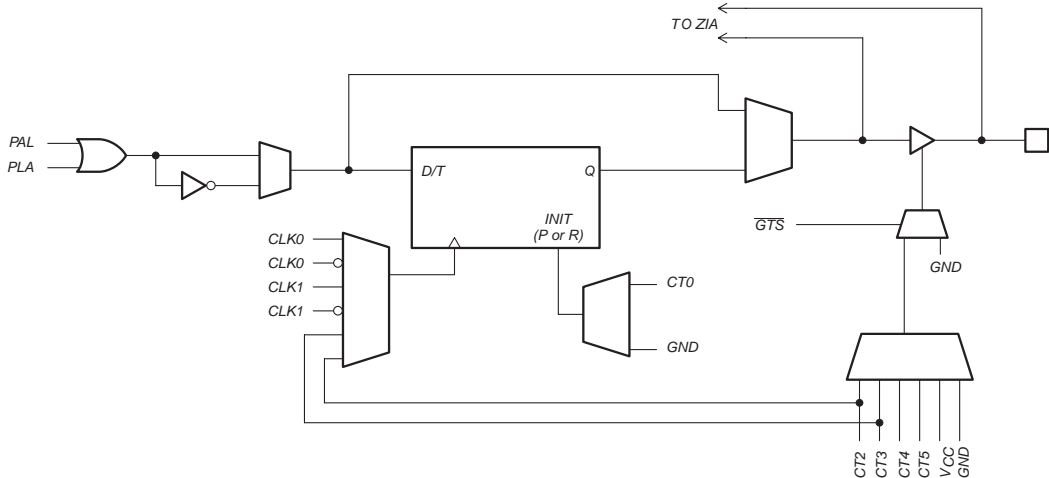 TO ZIA
PAL
PLA
D/T
Q
INIT
(P or R)
GTS
GND
CLK0
CLK0
CLK1
CLK1
CT0
GND
CT2
CT3
CT4
CT5
VCC
GND